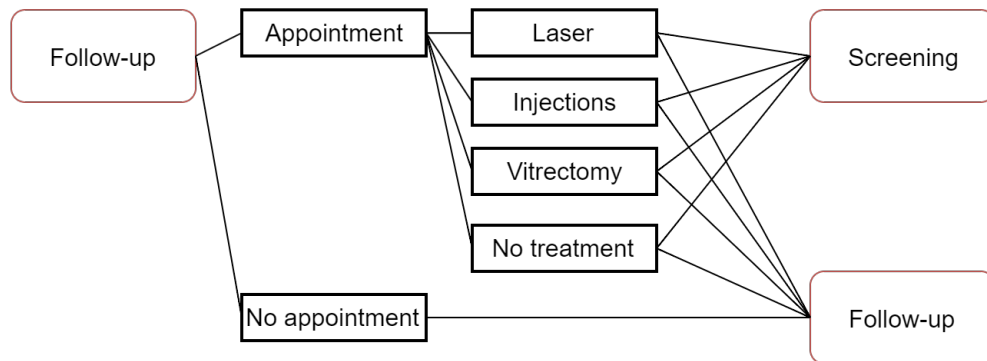 Follow-up
Appointment
Laser
Screening
Injections
Vitrectomy
No treatment
No appointment
Follow-up